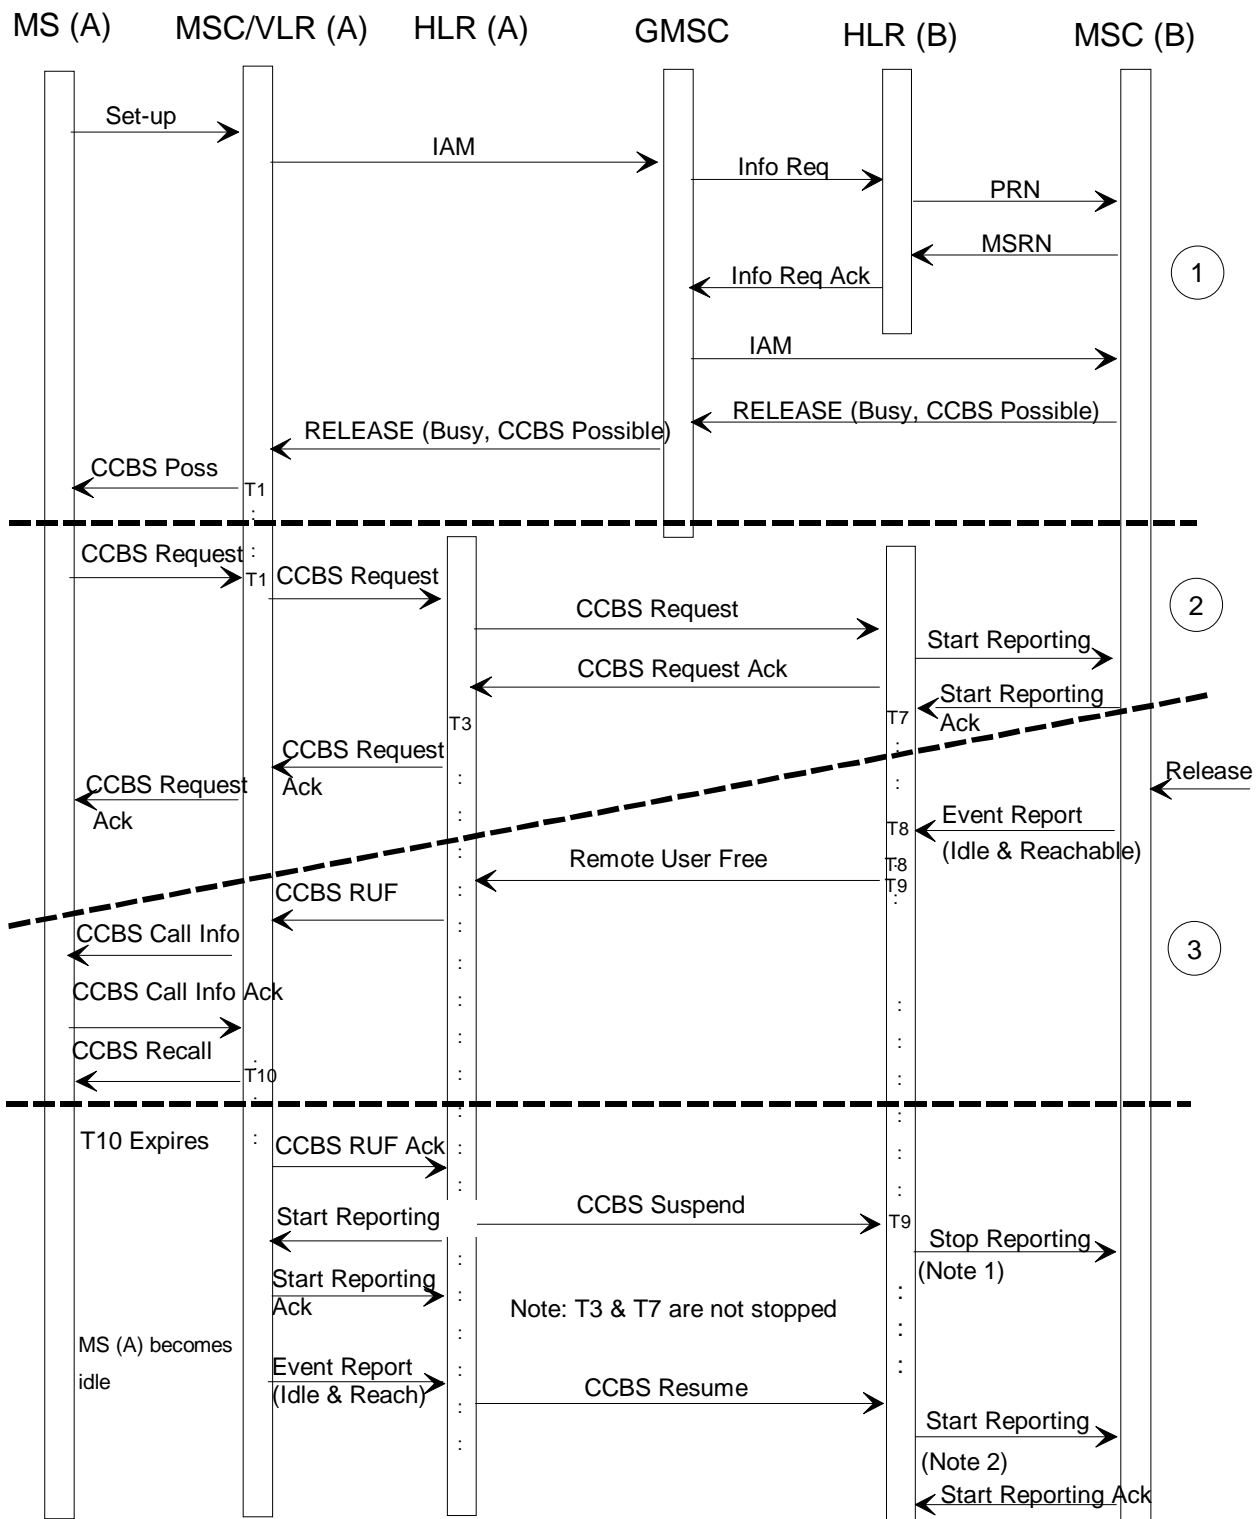 MS (A) MSC/VLR (A) HLR (A) GMSC HLR (B) MSC (B)
Set-up
IAM
Info Req
PRN
MSRN
Info Req Ack
1
IAM
RELEASE (Busy, CCBS Possible)
RELEASE (Busy, CCBS Possible)
CCBS Poss
T1
CCBS Request
T1
CCBS Request
CCBS Request
2
Start Reporting
CCBS Request Ack
Start Reporting
Ack
T3
T7
CCBS Request
Ack
CCBS Request
Ack
Release
Event Report
(Idle & Reachable)
T8
Remote User Free
T8
T9
CCBS RUF
CCBS Call Info
3
CCBS Call Info Ack
CCBS Recall
T10
T10 Expires
CCBS RUF Ack
CCBS Suspend
Start Reporting
T9
Stop Reporting
(Note 1)
Start Reporting
Ack
Note: T3 & T7 are not stopped
MS (A) becomes
idle
Event Report
(Idle & Reach)
CCBS Resume
Start Reporting
(Note 2)
Start Reporting Ack